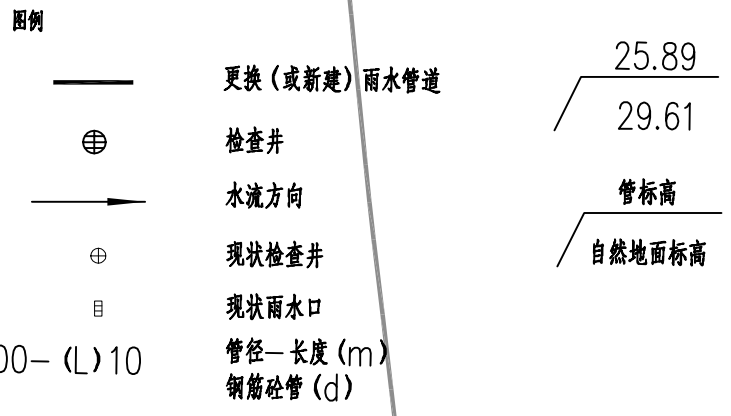 图例
更换(或新建)雨水管道
检查井
水流方向
现状检查井
现状雨水口
00-(L)10
管径-长度(m)
钢筋砼管(d)
25.89
29.61
管标高
自然地面标高